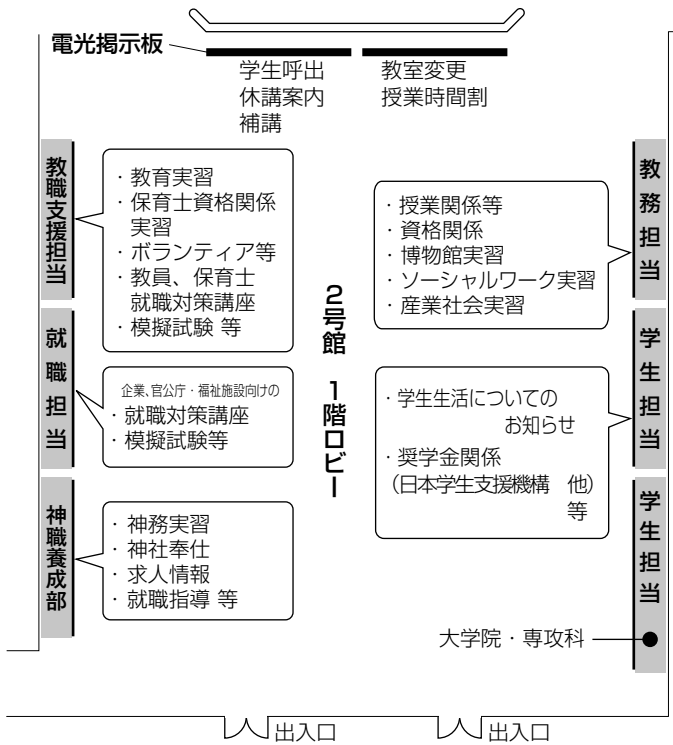 電光掲示板
学生呼出
休講案内
補講
教室変更
授業時間割
教職支援担当
・教育実習
・保育士資格関係
実習
・ボランティア等
・教員、保育士
就職対策講座
・模擬試験 等
就職担当
企業、官公庁・福祉施設向けの
・就職対策講座
・模擬試験等
神職養成部
・神務実習
・神社奉仕
・求人情報
・就職指導 等
2号館 1階ロビー
教務担当
・授業関係等
・資格関係
・博物館実習
・ソーシャルワーク実習
・産業社会実習
学生担当
・学生生活についての
お知らせ
・奨学金関係
(日本学生支援機構 他)
等
学生担当
大学院・専攻科
出入口
出入口